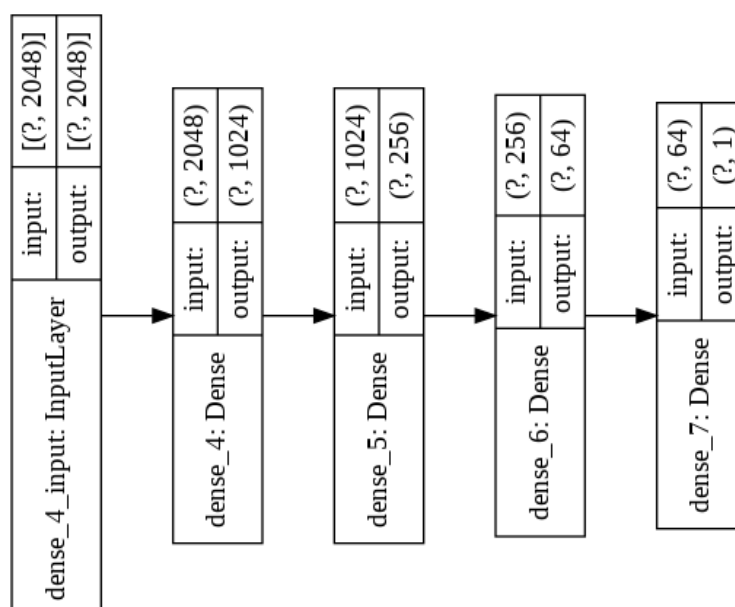 dense_4_input: InputLayer
input:
[(?, 2048)]
output:
[(?, 2048)]
dense_4: Dense
input:
(?, 2048)
output:
(?, 1024)
dense_5: Dense
input:
(?, 1024)
output:
(?, 256)
dense_6: Dense
input:
(?, 256)
output:
(?, 64)
dense_7: Dense
input:
(?, 64)
output:
(?, 1)